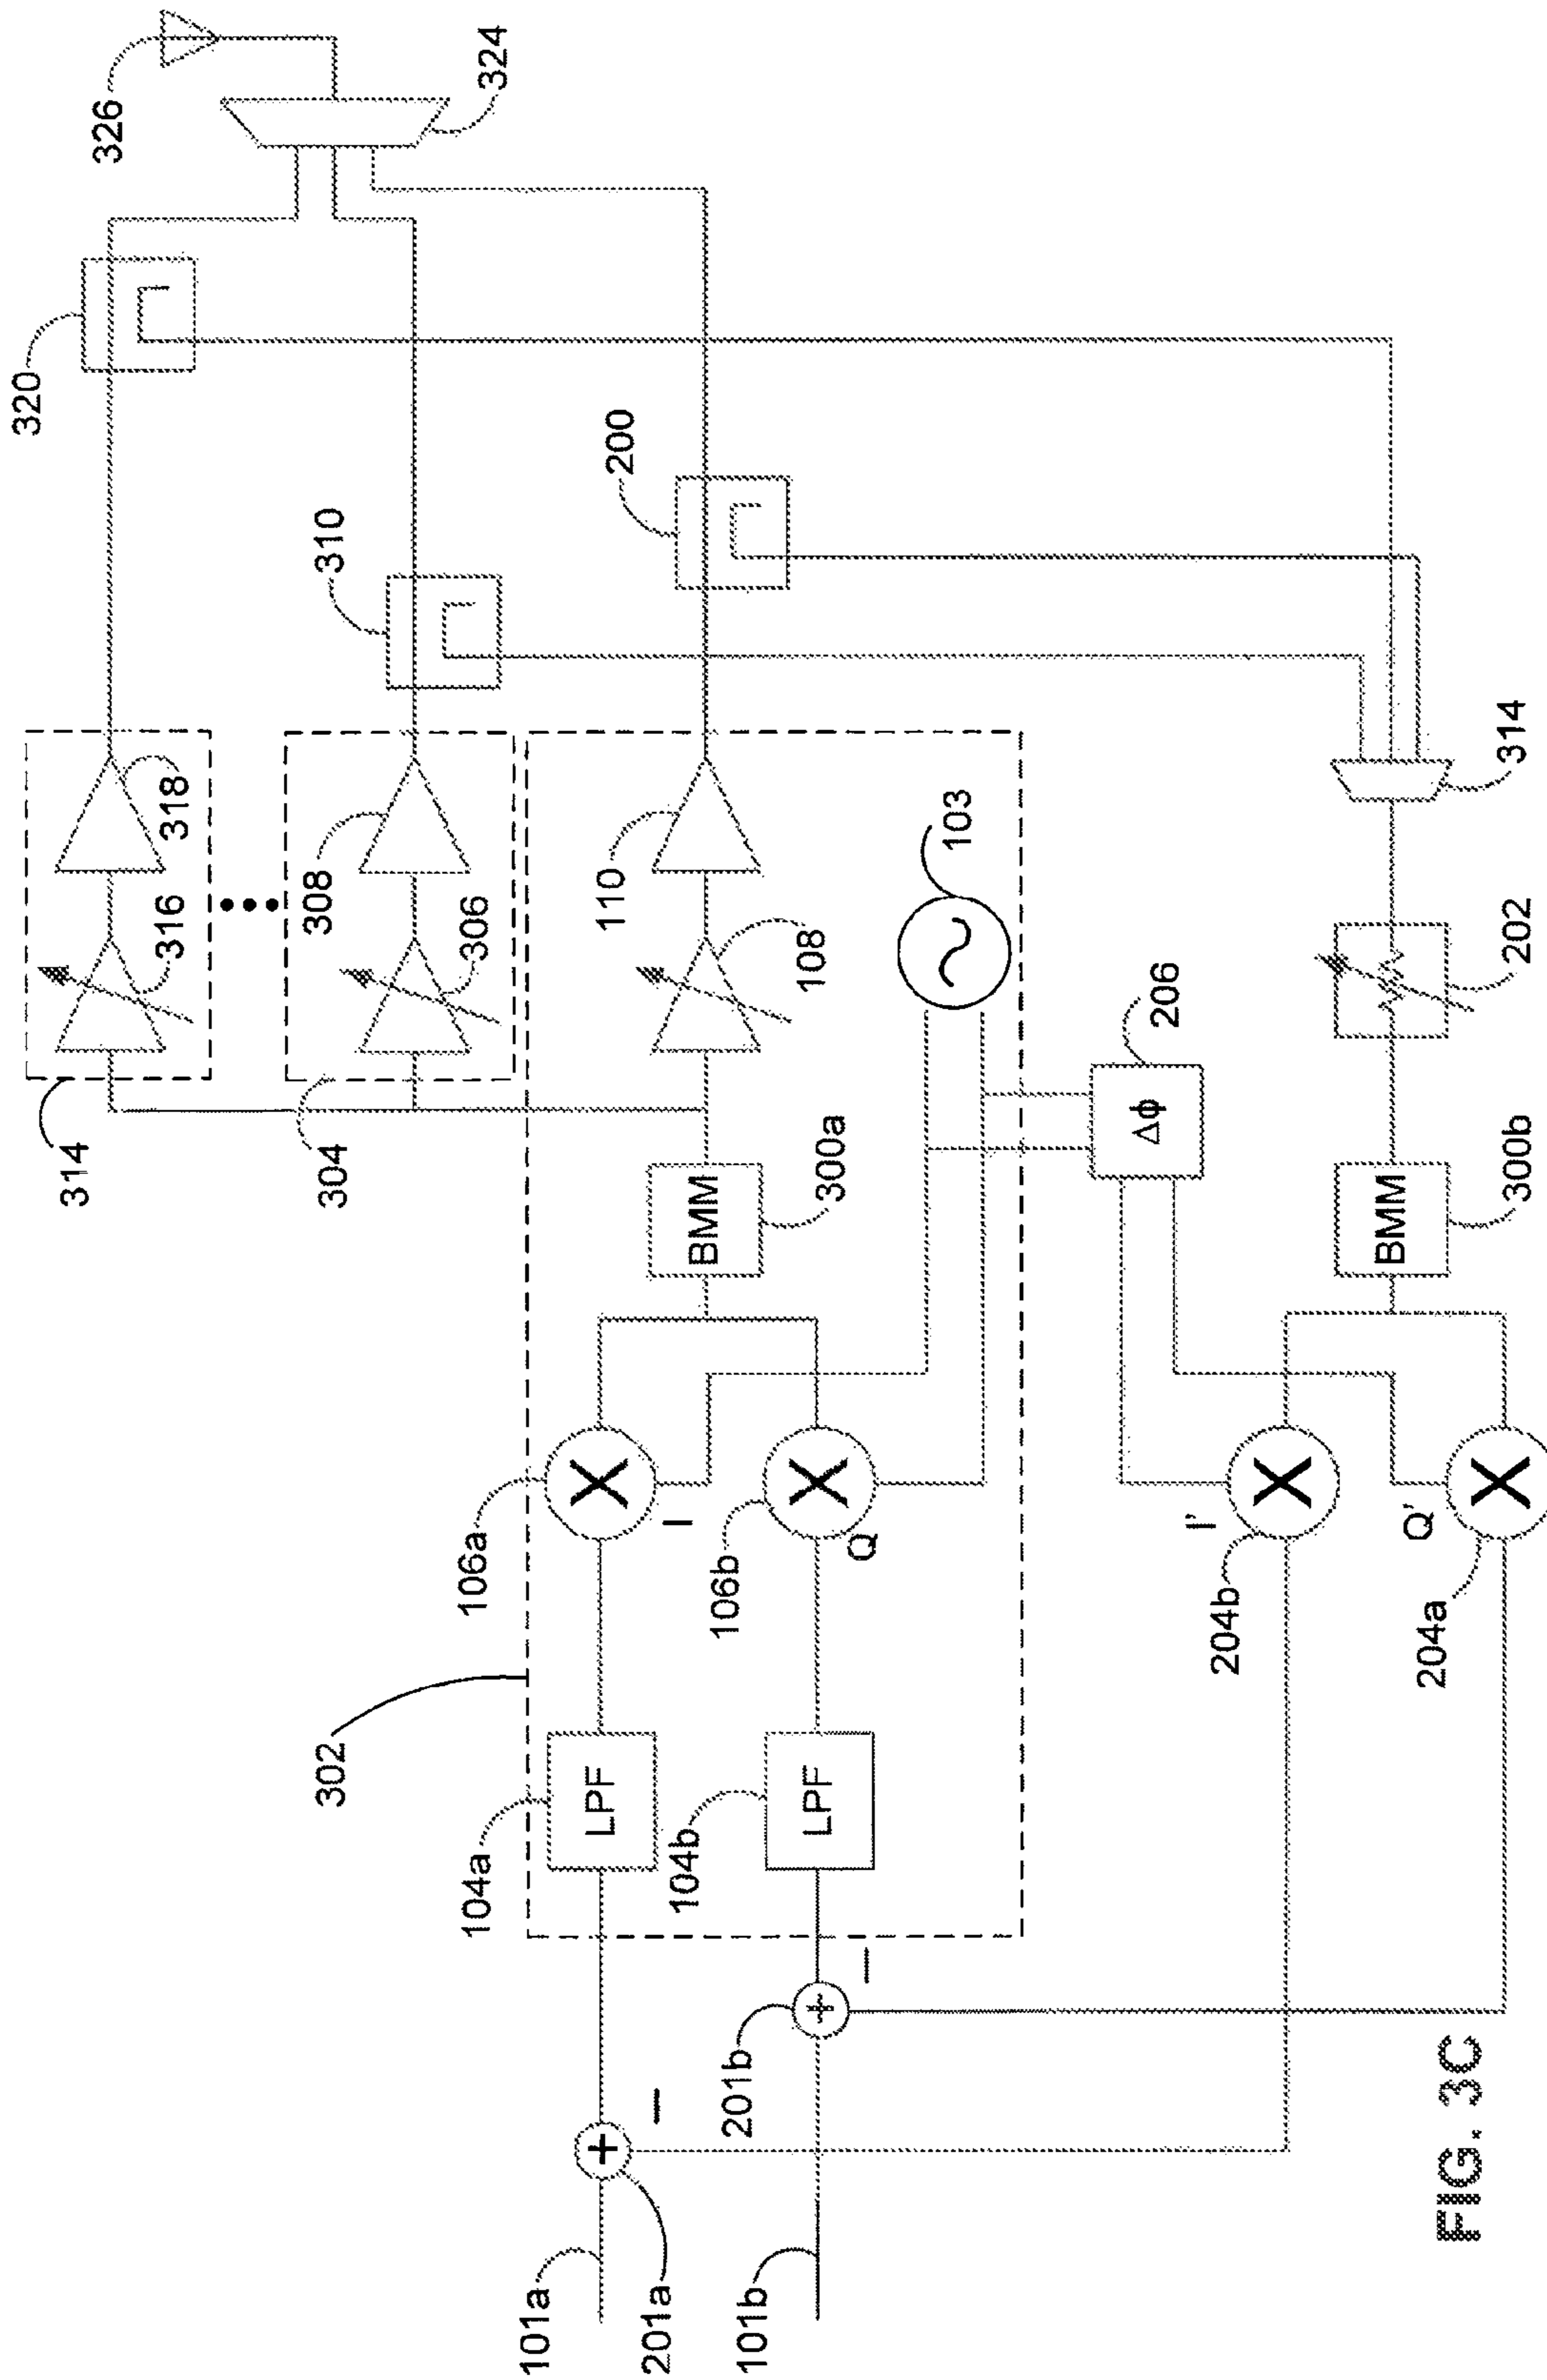 326
324
320
310
200
318
316
314
308
306
304
110
108
103
300a
BMM
206
Δϕ
314
202
300b
BMM
106a
I
106b
Q
I'
204b
Q'
204a
302
104a
LPF
104b
LPF
201b
+
−
201a
+
−
101a
101b
X
X
X
X
FIG. 3C